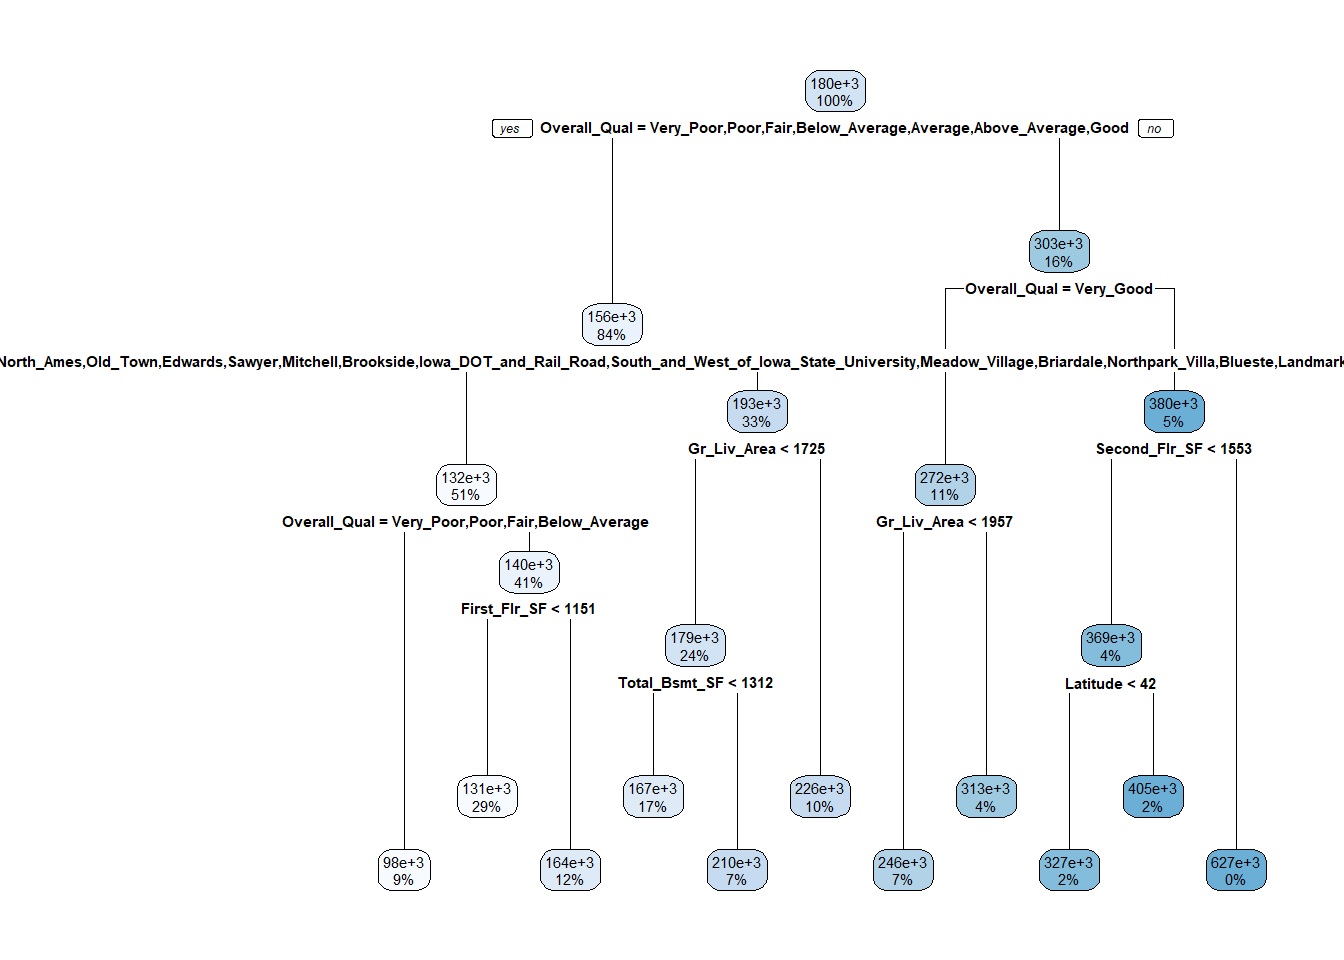 180e+3
100%
yes Overall_Qual = Very_Poor,Poor,Fair,Below_Average,Average,Above_Average,Good no
303e+3
16%
Overall_Qual = Very_Good
156e+3
84%
North_Ames,Old_Town,Edwards,Sawyer,Mitchell,Brookside,Iowa_DOT_and_Rail_Road,South_and_West_of_Iowa_State_University,Meadow_Village,Briardale,Northpark_Villa,Blueste,Landmark
193e+3
33%
380e+3
5%
Gr_Liv_Area < 1725
Second_Flr_SF < 1553
132e+3
51%
272e+3
11%
Overall_Qual = Very_Poor,Poor,Fair,Below_Average
Gr_Liv_Area < 1957
140e+3
41%
First_Flr_SF < 1151
179e+3
24%
369e+3
4%
Total_Bsmt_SF < 1312
Latitude < 42
131e+3
29%
167e+3
17%
226e+3
10%
313e+3
4%
405e+3
2%
98e+3
9%
164e+3
12%
210e+3
7%
246e+3
7%
327e+3
2%
627e+3
0%